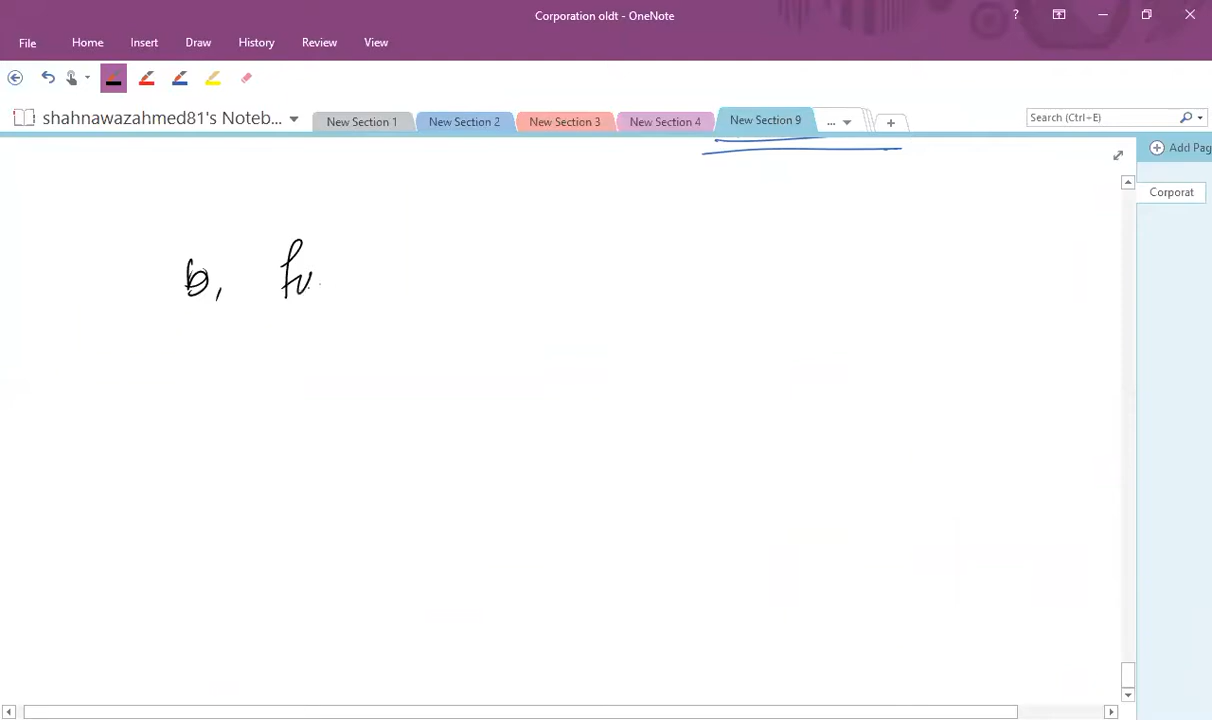 Corporation oldt - OneNote
?
File Home Insert Draw History Review View
shahnawazahmed81's Noteb... New Section 1 New Section 2 New Section 3 New Section 4 New Section 9 ... + Search (Ctrl+E)
Add Pag
Corporat
b, fu